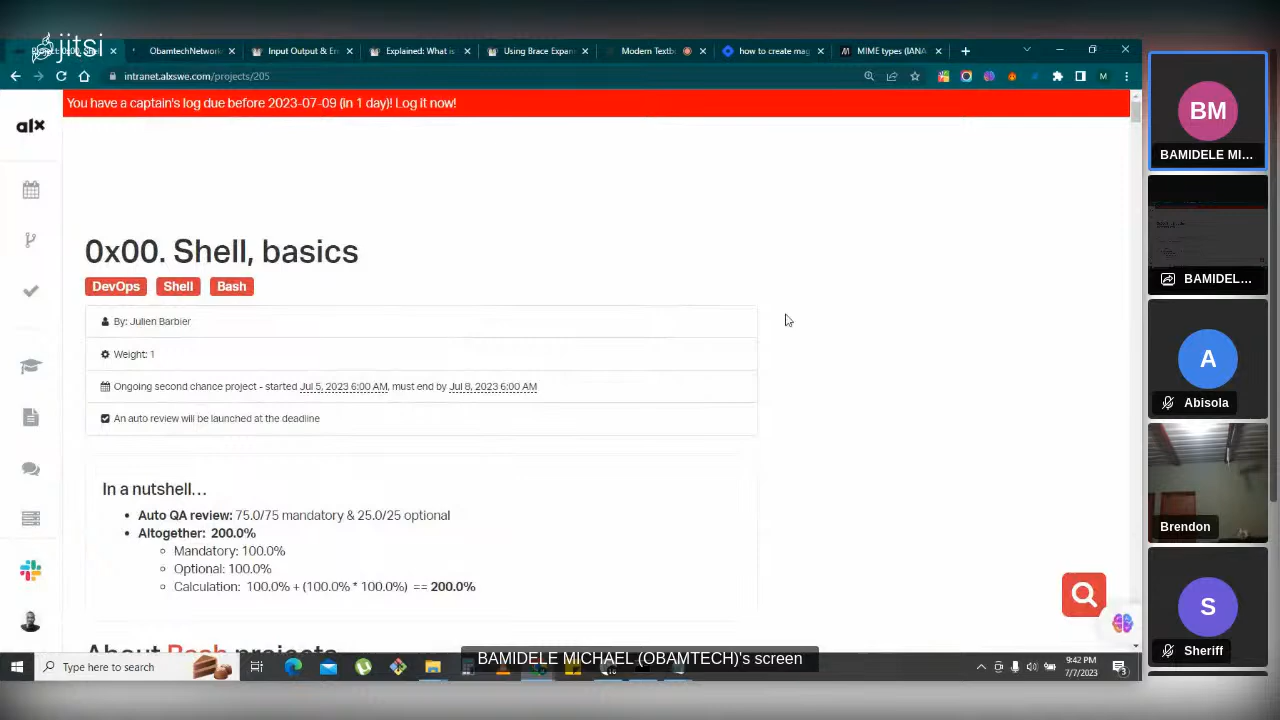 jitsi
Project: 0x00. Shell
ObamtechNetwork
Input Output & Er
Explained: What is
Using Brace Expan
Modern Textb
how to create mag
MIME types (IANA
intranet.alxswe.com/projects/205
M
You have a captain's log due before 2023-07-09 (in 1 day)! Log it now!
alx
0x00. Shell, basics
DevOps Shell Bash
By: Julien Barbier
Weight: 1
Ongoing second chance project - started Jul 5, 2023 6:00 AM, must end by Jul 8, 2023 6:00 AM
An auto review will be launched at the deadline
In a nutshell…
Auto QA review: 75.0/75 mandatory & 25.0/25 optional
Altogether: 200.0%
Mandatory: 100.0%
Optional: 100.0%
Calculation: 100.0% + (100.0% * 100.0%) == 200.0%
About Bash projects
Type here to search
BAMIDELE MICHAEL (OBAMTECH)'s screen
9:42 PM
7/7/2023
3
BM
BAMIDELE MI...
BAMIDEL...
A
Abisola
Brendon
S
Sheriff